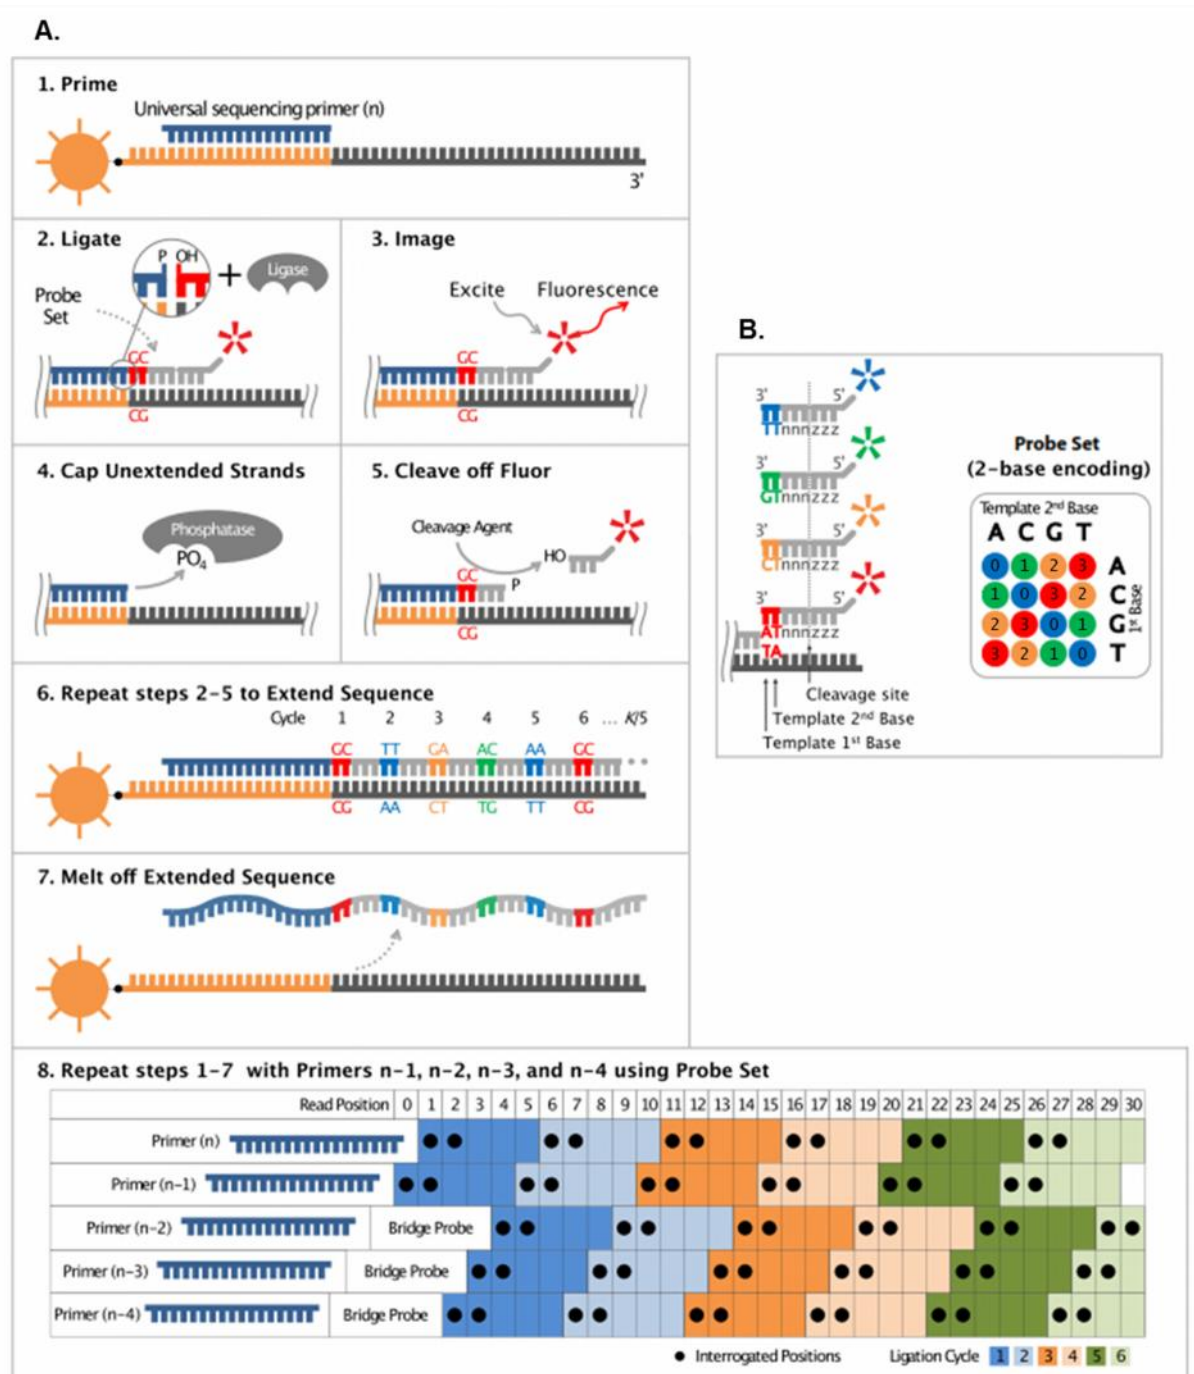 A.
1. Prime
Universal sequencing primer (n)
3'
2. Ligate
P OH
+
Ligase
Probe
Set
GC
CG
3. Image
Excite Fluorescence
GC
CG
4. Cap Unextended Strands
Phosphatase
PO4
5. Cleave off Fluor
Cleavage Agent
HO
GC
P
CG
6. Repeat steps 2-5 to Extend Sequence
Cycle 1 2 3 4 5 6 ... K/5
GC TT GA AC AA GC
CG AA CT TG TT CG
7. Melt off Extended Sequence
B.
3' 5'
TTnnnzzz
3' 5'
GTnnnzzz
3' 5'
CTnnnzzz
3' 5'
ATnnnzzz
TA
Cleavage site
Template 2nd Base
Template 1st Base
Probe Set
(2-base encoding)
Template 2nd Base
A C G T
0 1 2 3 A
1 0 3 2 C
2 3 0 1 G
3 2 1 0 T
1st Base
8. Repeat steps 1-7 with Primers n-1, n-2, n-3, and n-4 using Probe Set
Read Position 0 1 2 3 4 5 6 7 8 9 10 11 12 13 14 15 16 17 18 19 20 21 22 23 24 25 26 27 28 29 30
Primer (n)
Primer (n-1)
Primer (n-2) Bridge Probe
Primer (n-3) Bridge Probe
Primer (n-4) Bridge Probe
Interrogated Positions Ligation Cycle 1 2 3 4 5 6